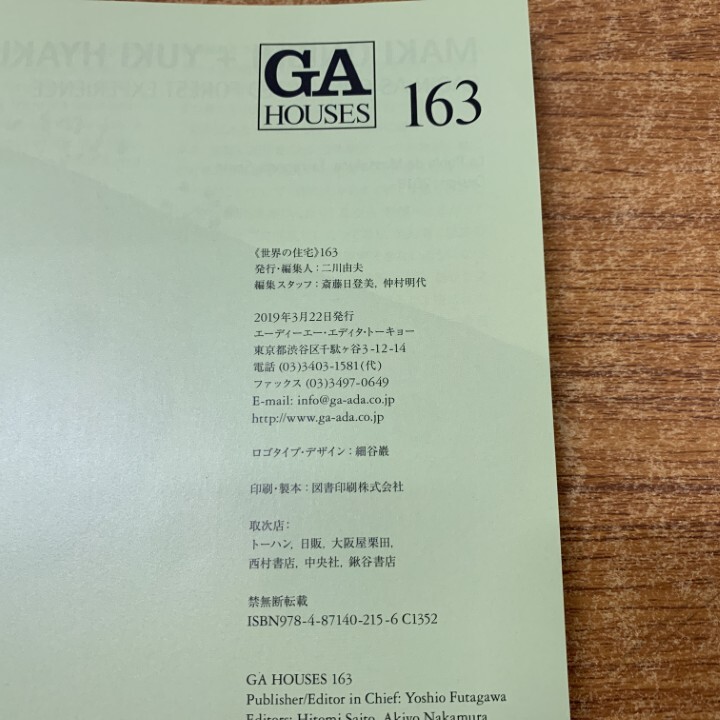 GA
HOUSES
163
《世界の住宅》163
発行・編集人：二川由夫
編集スタッフ：斎藤日登美, 仲村明代
2019年3月22日発行
エーディーエー・エディタ・トーキョー
東京都渋谷区千駄ヶ谷3-12-14
電話 (03)3403-1581(代)
ファックス (03)3497-0649
E-mail: info@ga-ada.co.jp
http://www.ga-ada.co.jp
ロゴタイプ・デザイン：細谷巖
印刷・製本：図書印刷株式会社
取次店：
トーハン, 日販, 大阪屋栗田,
西村書店, 中央社, 鍬谷書店
禁無断転載
ISBN978-4-87140-215-6 C1352
GA HOUSES 163
Publisher/Editor in Chief: Yoshio Futagawa
Editors: Hitomi Saito, Akiyo Nakamura